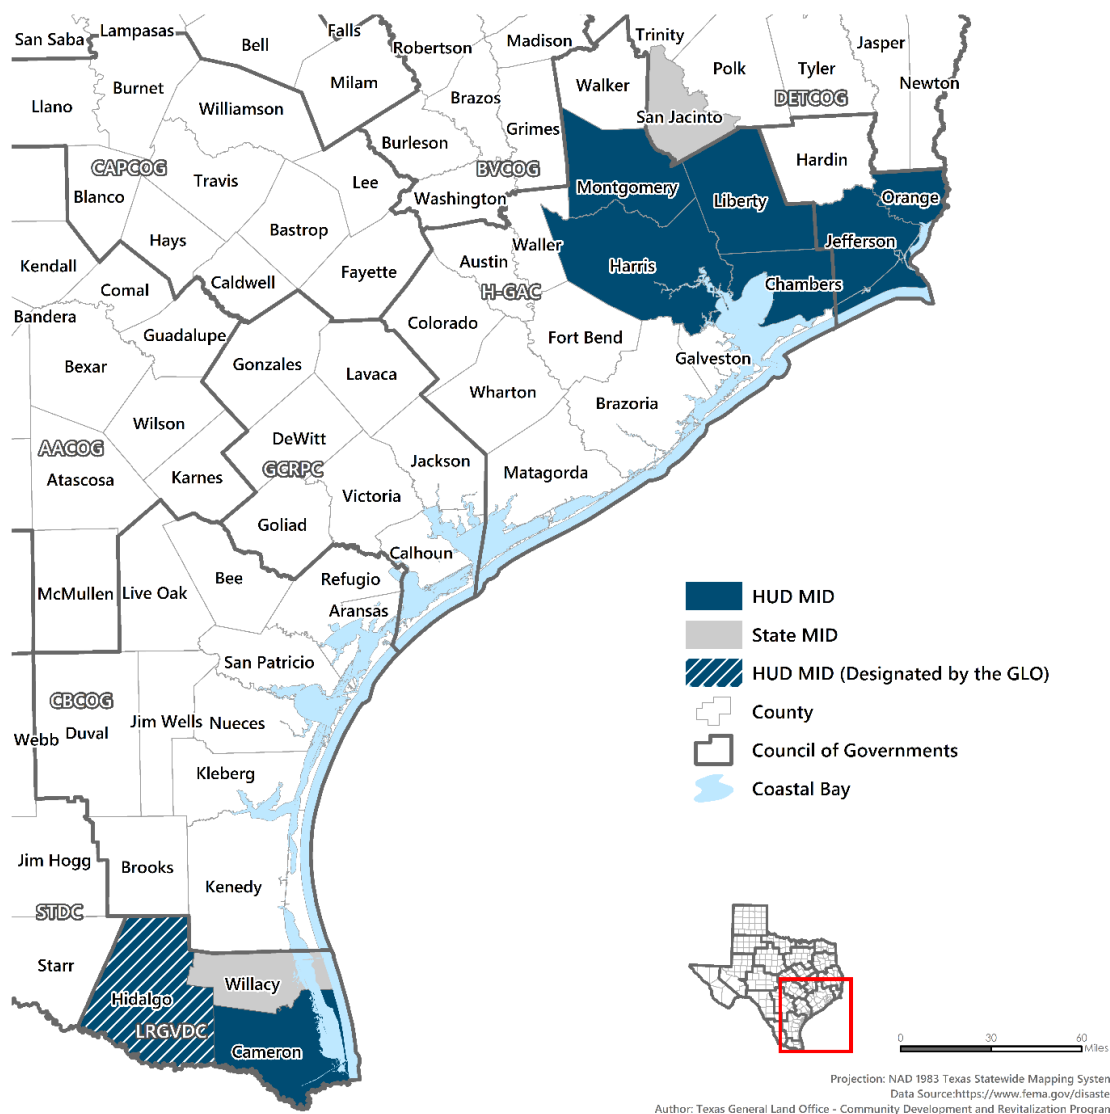 Lampasas
Falls
San Saba
Bell
Robertson
Madison
Trinity
Jasper
Burnet
Milam
Walker
Polk
Tyler
Newton
Llano
Williamson
Brazos
DETCOG
San Jacinto
Grimes
Burleson
CAPCOG
BVCOG
Hardin
Travis
Lee
Blanco
Washington
Montgomery
Liberty
Orange
Bastrop
Hays
Waller
Jefferson
Kendall
Austin
Harris
Fayette
Caldwell
Comal
H-GAC
Chambers
Bandera
Colorado
Guadalupe
Fort Bend
Galveston
Bexar
Gonzales
Lavaca
Wharton
Brazoria
Wilson
DeWitt
AACOG
Jackson
GCRPC
Atascosa
Karnes
Matagorda
Victoria
Goliad
Calhoun
Bee
Refugio
McMullen
Live Oak
Aransas
San Patricio
CBCOG
Jim Wells
Nueces
Webb
Duval
Kleberg
Jim Hogg
Brooks
Kenedy
STDC
Starr
Willacy
Hidalgo
LRGVDC
Cameron
HUD MID
State MID
HUD MID (Designated by the GLO)
County
Council of Governments
Coastal Bay
0 30 60
Miles
Projection: NAD 1983 Texas Statewide Mapping System
Data Source:https://www.fema.gov/disaste
Author: Texas General Land Office - Community Development and Revitalization Program